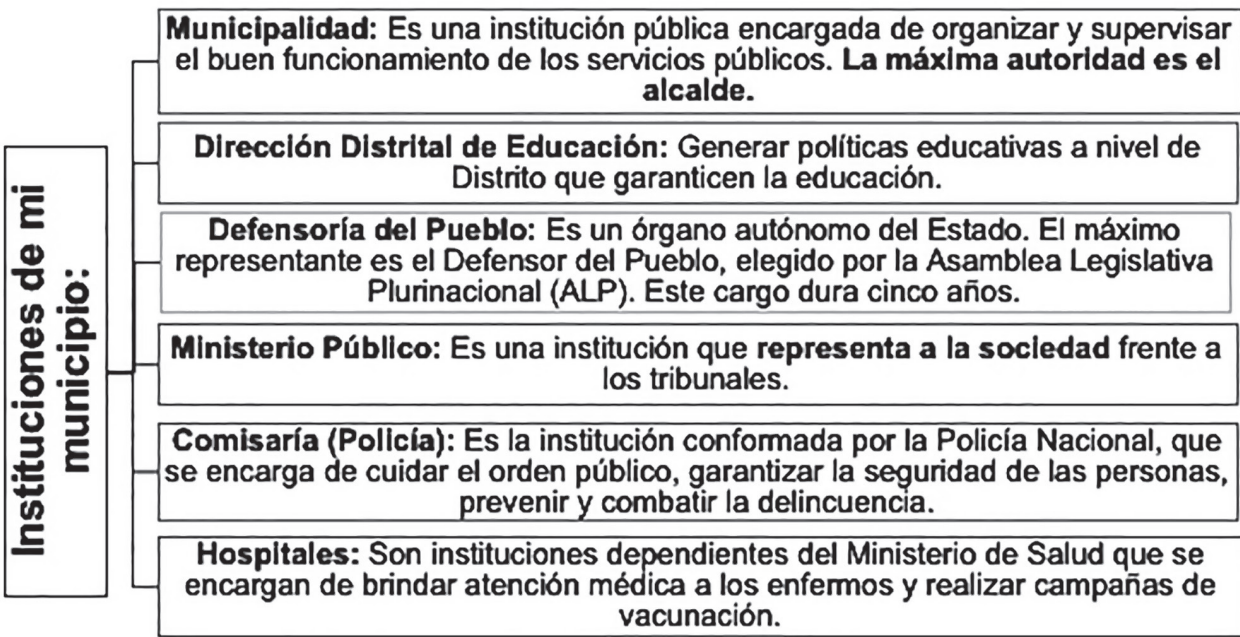 Instituciones de mi
municipio:
Municipalidad: Es una institución pública encargada de organizar y supervisar
el buen funcionamiento de los servicios públicos. La máxima autoridad es el
alcalde.
Dirección Distrital de Educación: Generar políticas educativas a nivel de
Distrito que garanticen la educación.
Defensoría del Pueblo: Es un órgano autónomo del Estado. El máximo
representante es el Defensor del Pueblo, elegido por la Asamblea Legislativa
Plurinacional (ALP). Este cargo dura cinco años.
Ministerio Público: Es una institución que representa a la sociedad frente a
los tribunales.
Comisaría (Policía): Es la institución conformada por la Policía Nacional, que
se encarga de cuidar el orden público, garantizar la seguridad de las personas,
prevenir y combatir la delincuencia.
Hospitales: Son instituciones dependientes del Ministerio de Salud que se
encargan de brindar atención médica a los enfermos y realizar campañas de
vacunación.